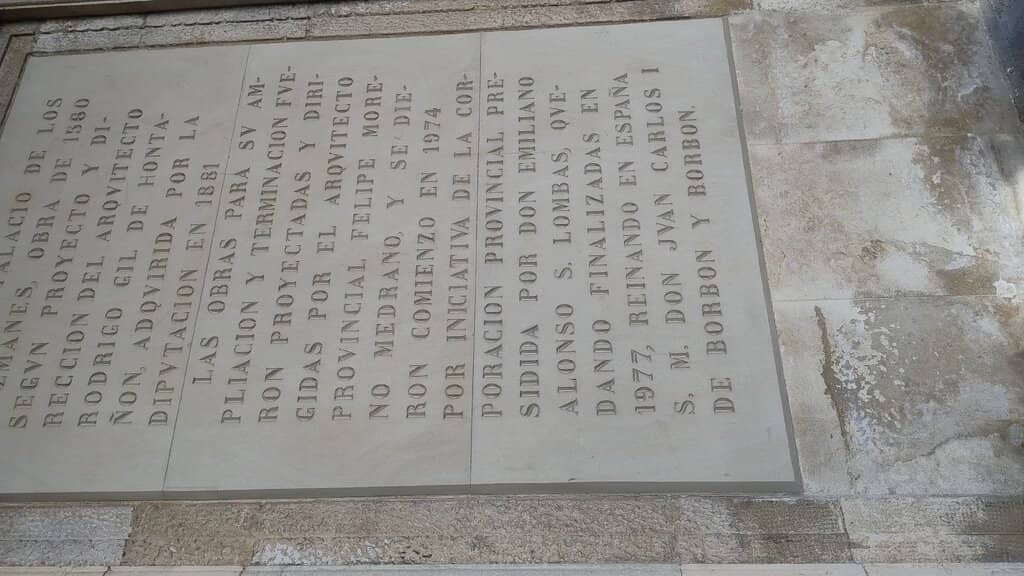 PALACIO DE LOS
SEGVN PROYECTO Y DI-
RECCION DEL ARQVITECTO
RODRIGO GIL DE HONTA-
ÑON, ADQVIRIDA POR LA
DIPVTACION EN 1881
LAS OBRAS PARA SV AM-
PLIACION Y TERMINACION FVE-
RON PROYECTADAS Y DIRI-
GIDAS POR EL ARQVITECTO
PROVINCIAL FELIPE MORE-
NO MEDRANO, Y SE DIE-
RON COMIENZO EN 1974
POR INICIATIVA DE LA COR-
PORACION PROVINCIAL PRE-
SIDIDA POR DON EMILIANO
ALONSO S. LOMBAS, QVE-
DANDO FINALIZADAS EN
1977, REINANDO EN ESPAÑA
S. M. DON JVAN CARLOS I
DE BORBON Y BORBON.